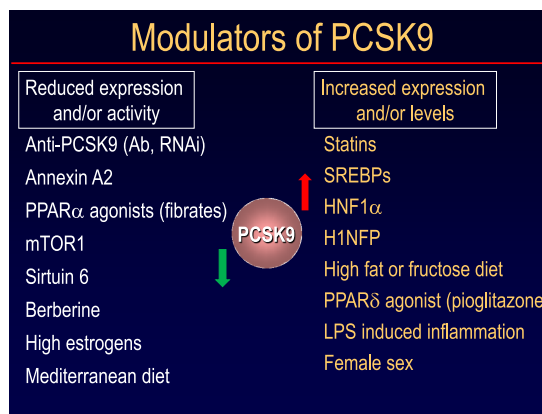 Modulators of PCSK9
Reduced expression
and/or activity
Anti-PCSK9 (Ab, RNAi)
Annexin A2
PPARα agonists (fibrates)
mTOR1
Sirtuin 6
Berberine
High estrogens
Mediterranean diet
PCSK9
Increased expression
and/or levels
Statins
SREBPs
HNF1α
H1NFP
High fat or fructose diet
PPARδ agonist (pioglitazone
LPS induced inflammation
Female sex